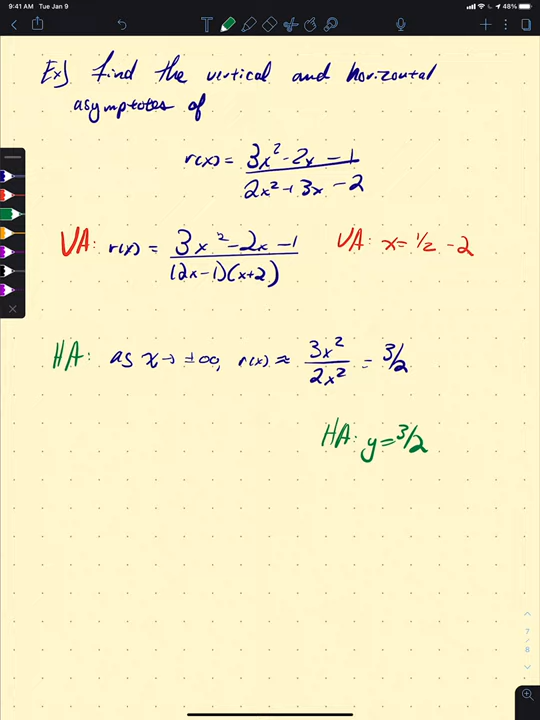 9:41 AM Tue Jan 9
48%
T
Ex) Find the vertical and horizontal
asymptotes of
r(x) = 3x² - 2x - 1 / 2x² + 3x - 2
VA: r(x) = 3x² - 2x - 1 / (2x-1)(x+2)
VA: x = 1/2 -2
HA: as x → ±∞, r(x) ≈ 3x² / 2x² = 3/2
HA: y = 3/2
7 / 8